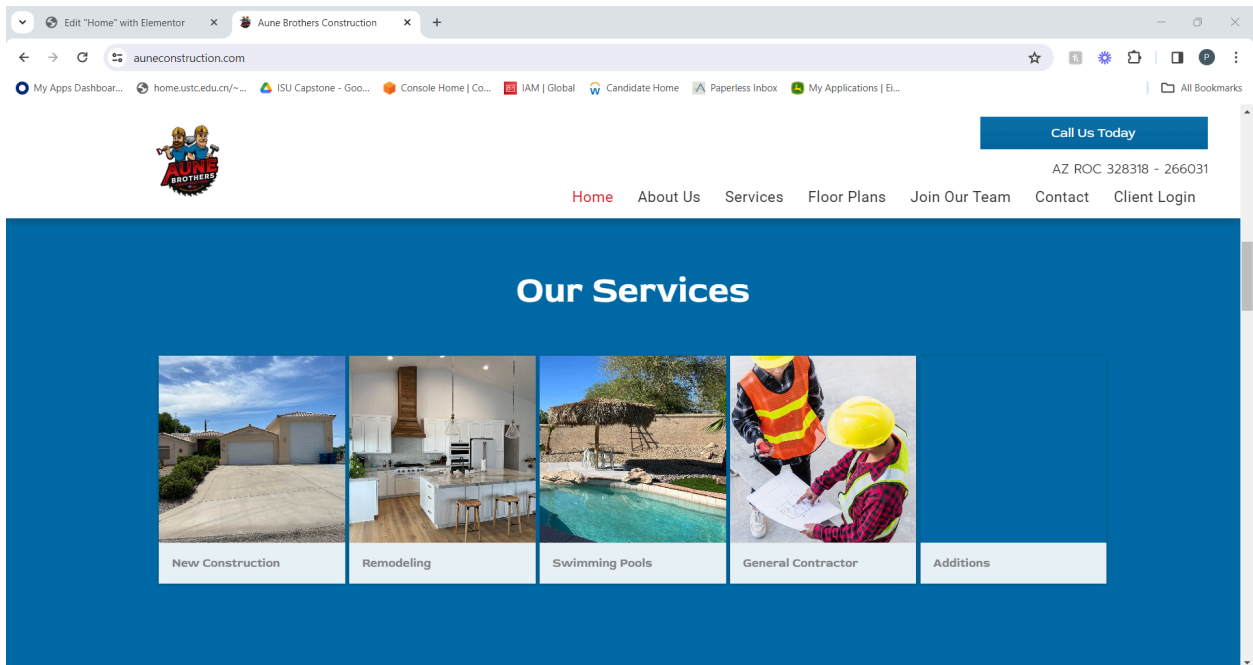 Edit "Home" with Elementor
Aune Brothers Construction
auneconstruction.com
P
My Apps Dashboar...
home.ustc.edu.cn/~...
ISU Capstone - Goo...
Console Home | Co...
IAM | Global
Candidate Home
Paperless Inbox
My Applications | Ei...
All Bookmarks
AUNE
BROTHERS
Call Us Today
AZ ROC 328318 - 266031
Home About Us Services Floor Plans Join Our Team Contact Client Login
Our Services
New Construction
Remodeling
Swimming Pools
General Contractor
Additions